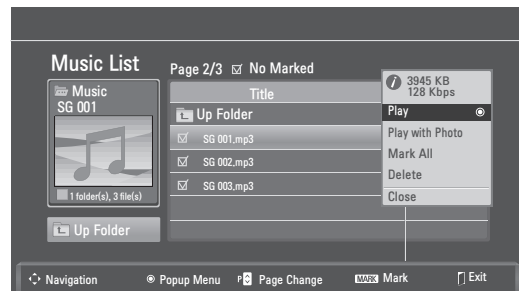 Music List
Page 2/3 No Marked
Music
SG 001
1 folder(s), 3 file(s)
Up Folder
Title
Up Folder
SG 001,mp3
SG 002,mp3
SG 003,mp3
3945 KB
128 Kbps
Play
Play with Photo
Mark All
Delete
Close
Navigation
Popup Menu
P Page Change
MARK Mark
Exit